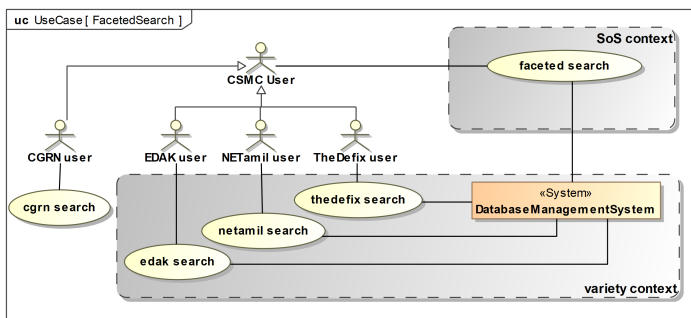 uc UseCase [ FacetedSearch ]
SoS context
faceted search
CSMC User
CGRN user
EDAK user
NETamil user
TheDefix user
cgrn search
thedefix search
«System»
DatabaseManagementSystem
netamil search
edak search
variety context